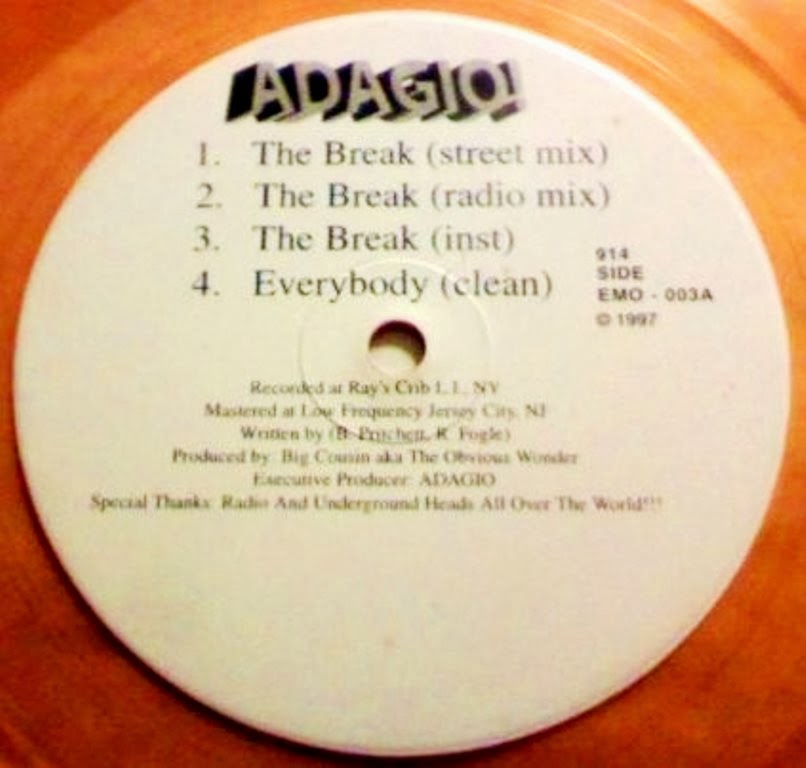 ADAGIO!
1. The Break (street mix)
2. The Break (radio mix)
3. The Break (inst)
4. Everybody (clean)
914
SIDE
EMO - 003A
© 1997
Recorded at Ray's Crib L.I., NY
Mastered at Low Frequency Jersey City, NJ
Written by (B. Pritchett, K. Fogle)
Produced by: Big Cousin aka The Obvious Wonder
Executive Producer: ADAGIO
Special Thanks: Radio And Underground Heads All Over The World!!!